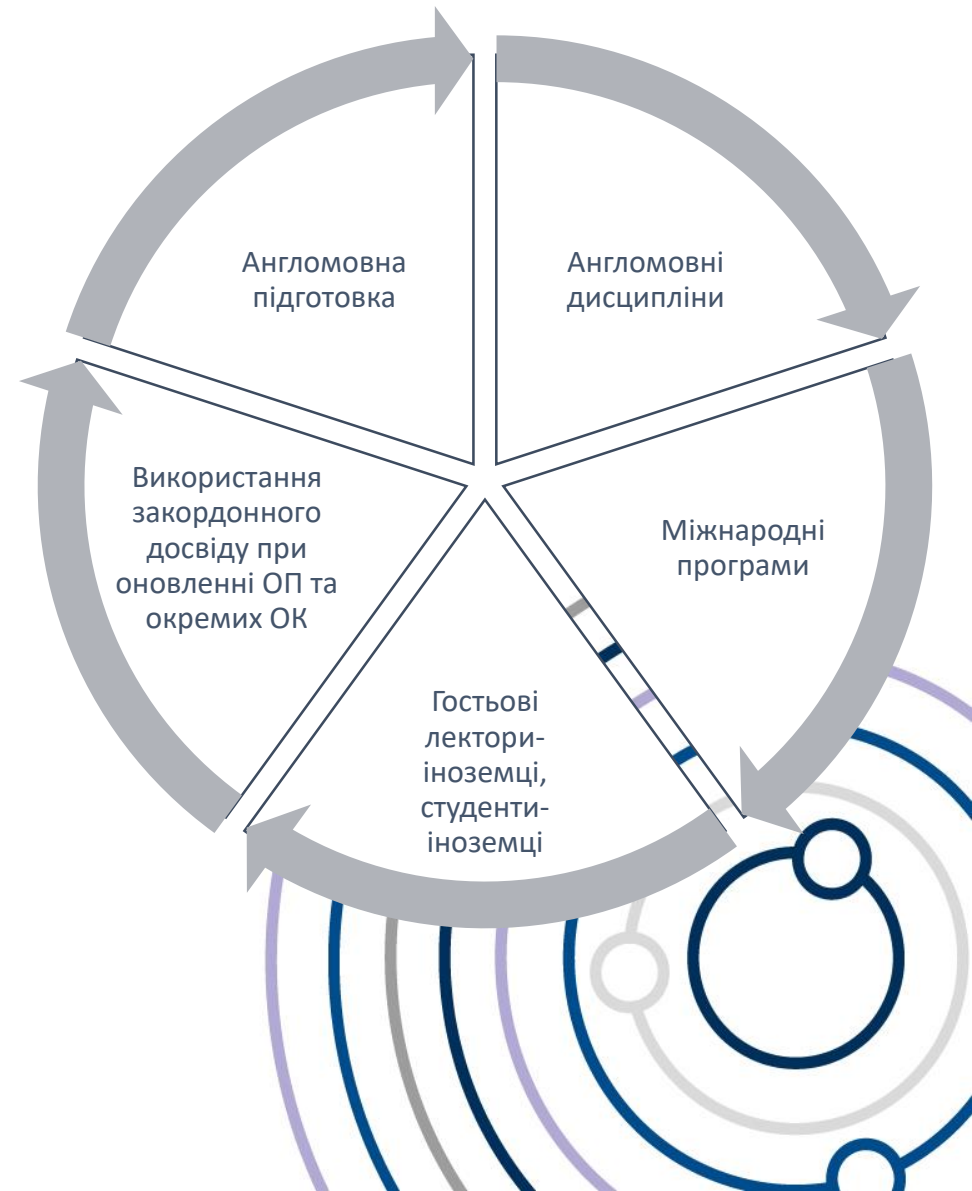 Англомовна
підготовка
Англомовні
дисципліни
Використання
закордонного
досвіду при
оновленні ОП та
окремих ОК
Міжнародні
програми
Гостьові
лектори-
іноземці,
студенти-
іноземці